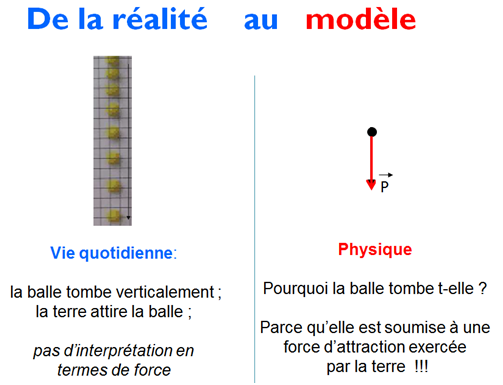 De la réalité au modèle
Vie quotidienne:
la balle tombe verticalement ;
la terre attire la balle ;
pas d'interprétation en
termes de force
P
Physique
Pourquoi la balle tombe t-elle ?
Parce qu'elle est soumise à une
force d'attraction exercée
par la terre !!!